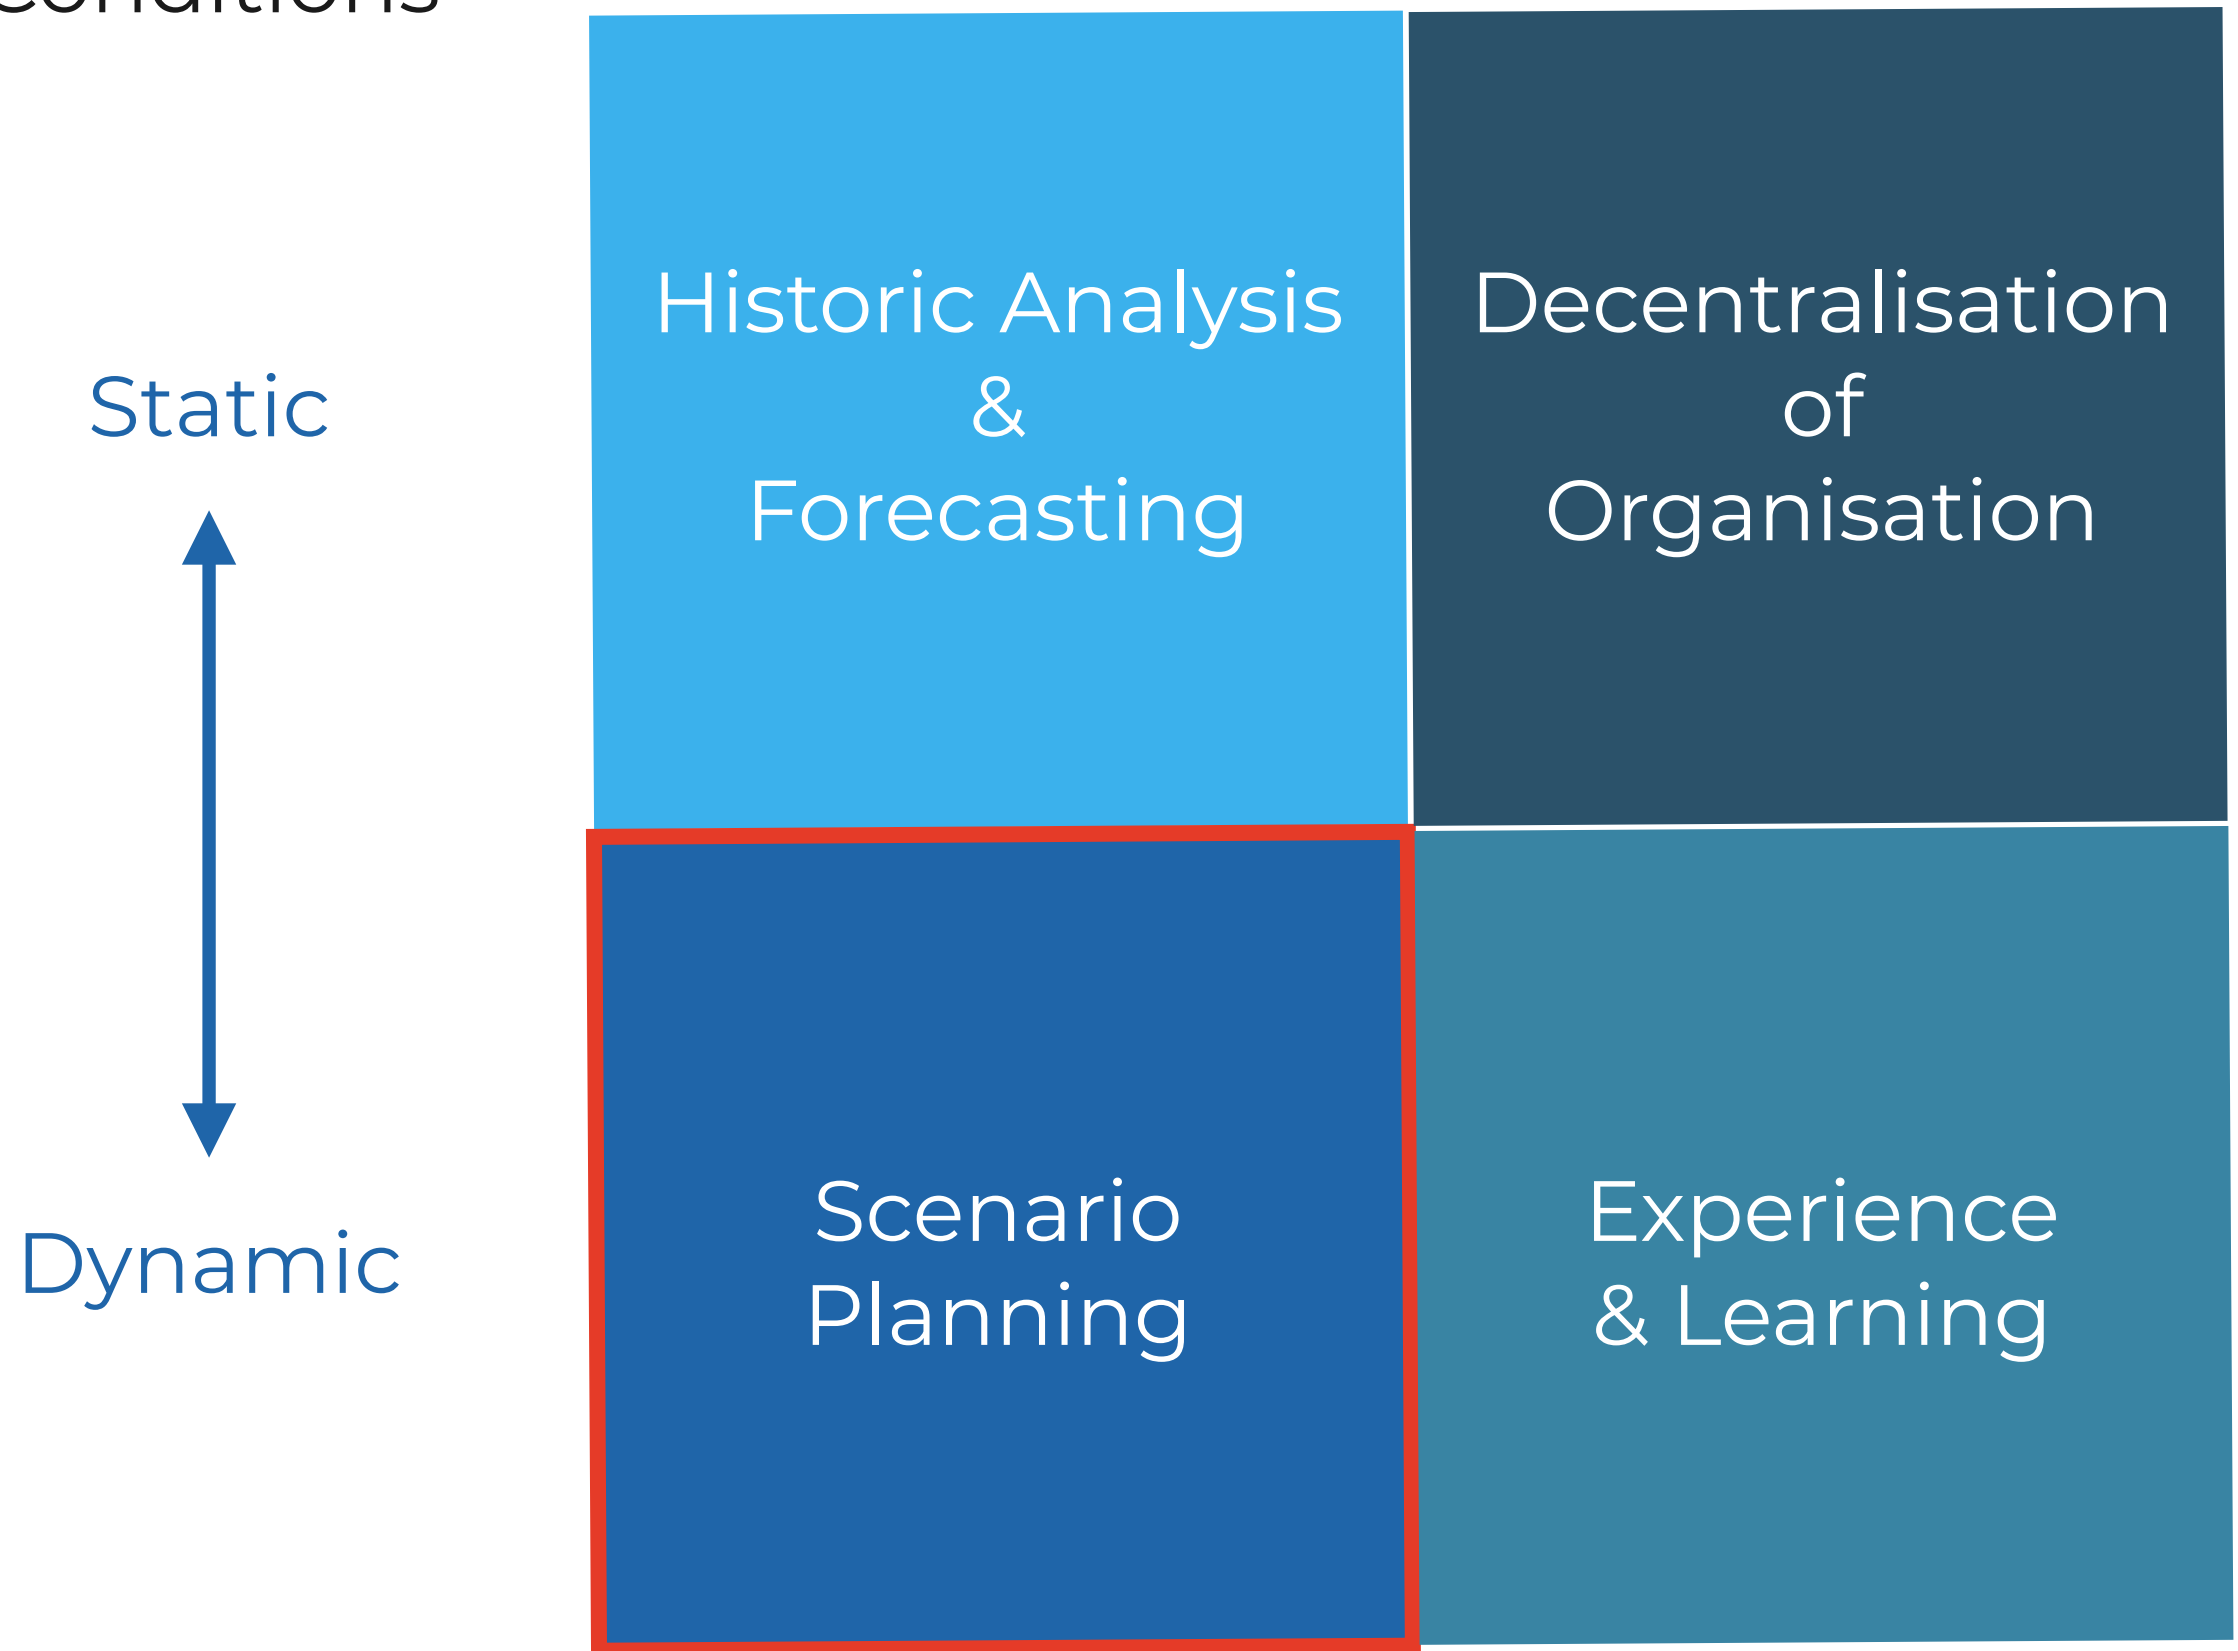 Static
Dynamic
Historic Analysis
&
Forecasting
Decentralisation
of
Organisation
Scenario
Planning
Experience
& Learning